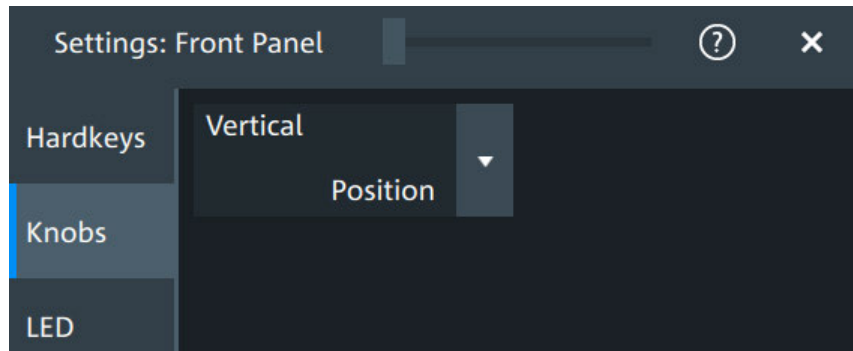 Settings: Front Panel ? ×
Hardkeys
Vertical
Position
Knobs
LED